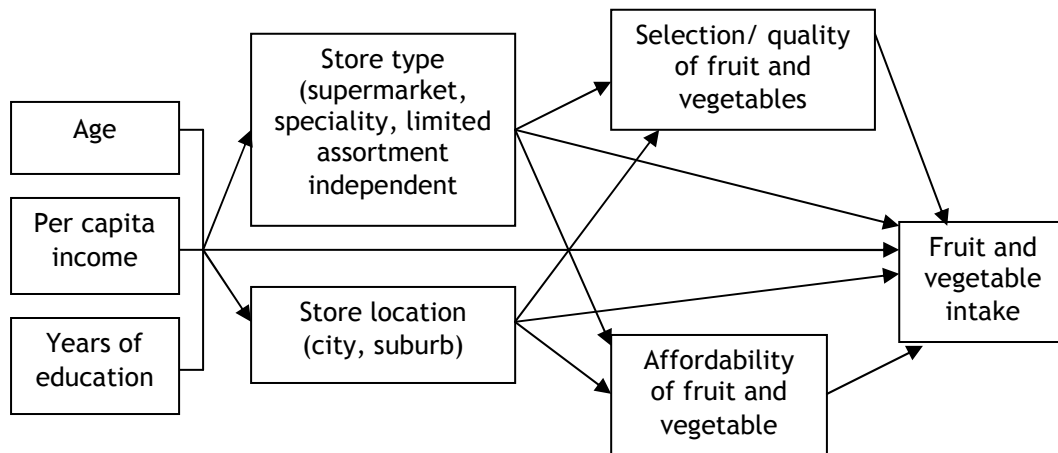 Age
Per capita
income
Years of
education
Store type
(supermarket,
speciality, limited
assortment
independent
Store location
(city, suburb)
Selection/ quality
of fruit and
vegetables
Affordability
of fruit and
vegetable
Fruit and
vegetable
intake